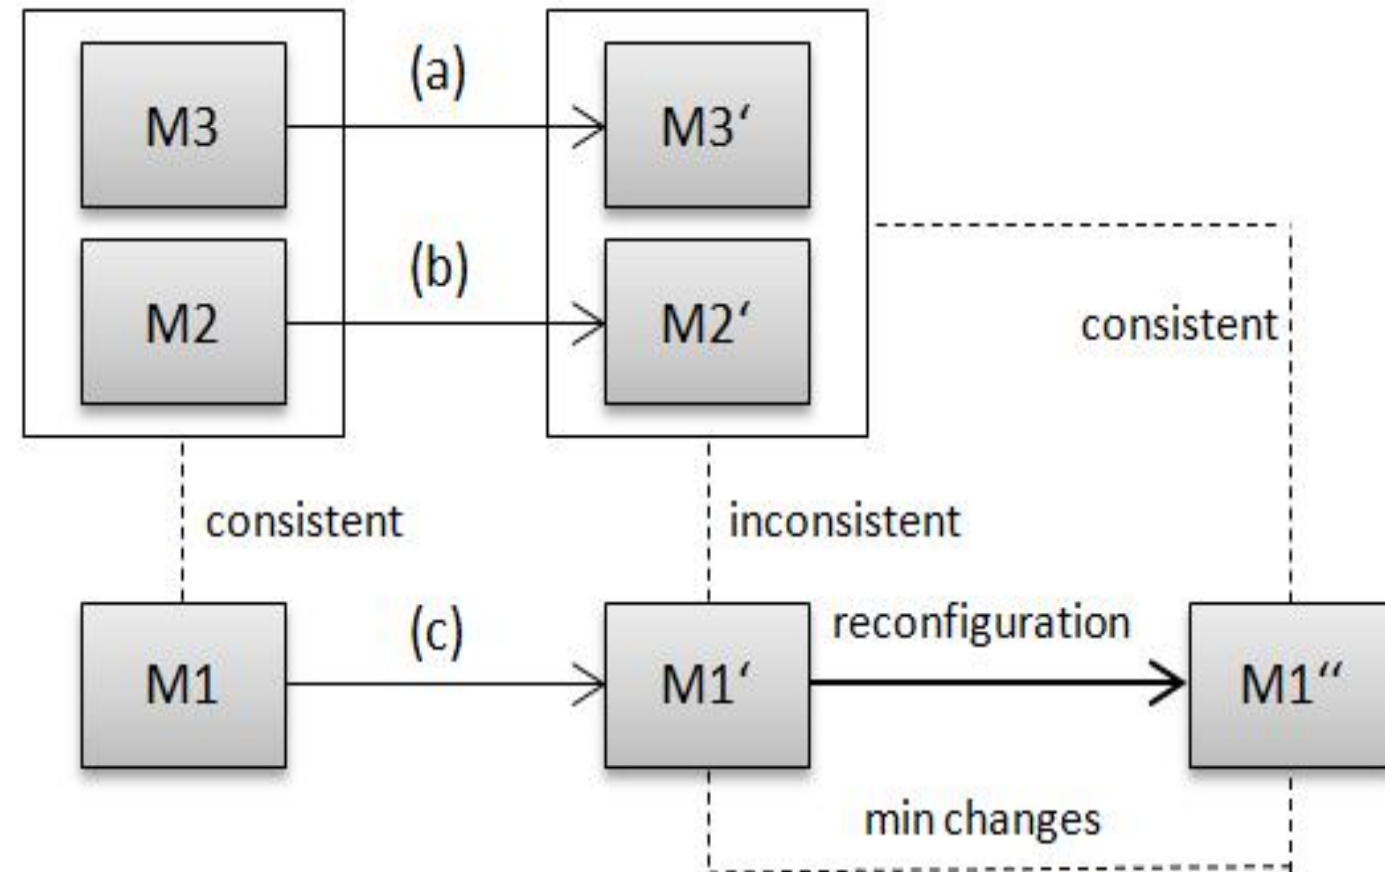 (a)
M3
M3‘
(b)
M2
M2‘
consistent
consistent
inconsistent
(c)
reconfiguration
M1
M1‘
M1“
min changes